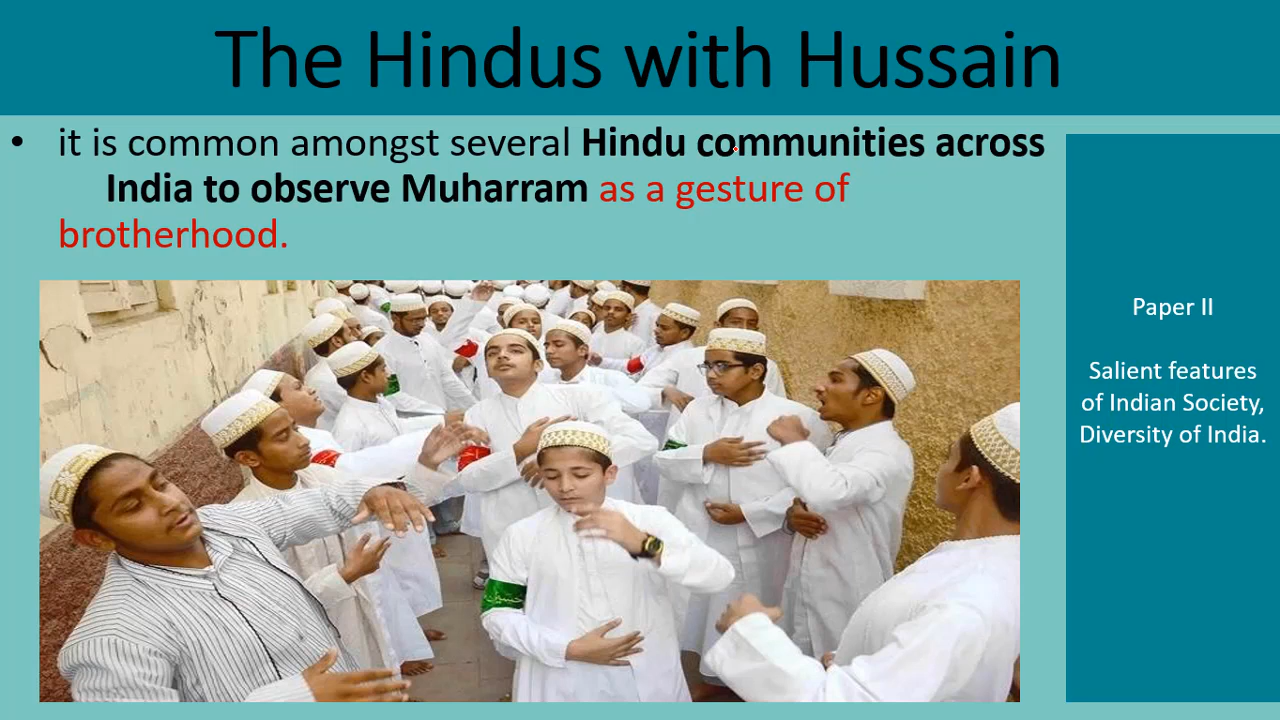 The Hindus with Hussain
• it is common amongst several Hindu communities across
India to observe Muharram as a gesture of
brotherhood.
Paper II
Salient features
of Indian Society,
Diversity of India.